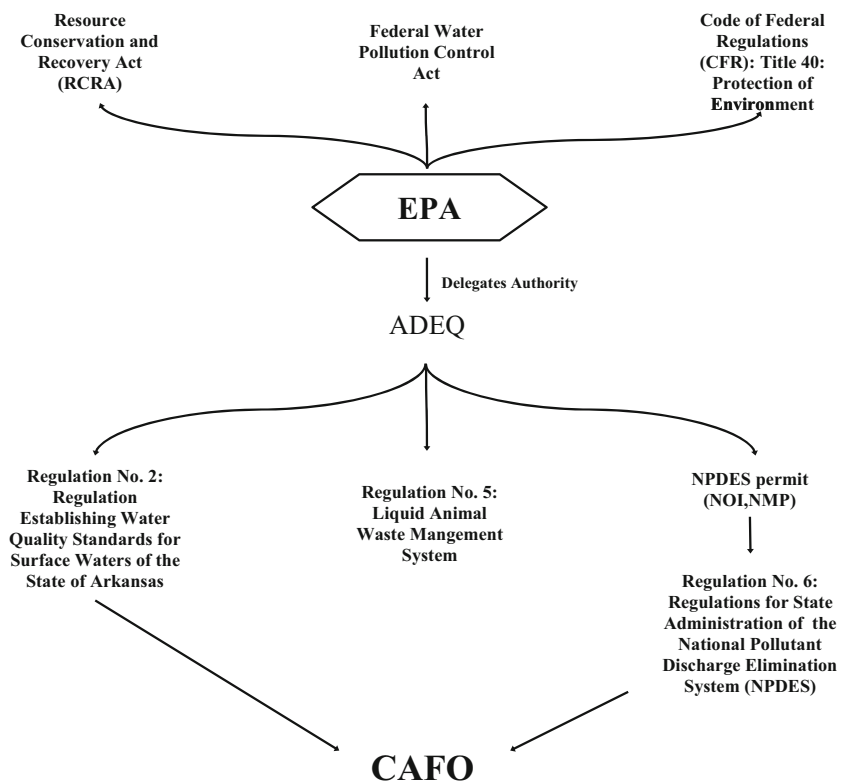 Resource
Conservation and
Recovery Act
(RCRA)
Federal Water
Pollution Control
Act
Code of Federal
Regulations
(CFR): Title 40:
Protection of
Environment
EPA
Delegates Authority
ADEQ
Regulation No. 2:
Regulation
Establishing Water
Quality Standards for
Surface Waters of the
State of Arkansas
Regulation No. 5:
Liquid Animal
Waste Mangement
System
NPDES permit
(NOI,NMP)
Regulation No. 6:
Regulations for State
Administration of the
National Pollutant
Discharge Elimination
System (NPDES)
CAFO